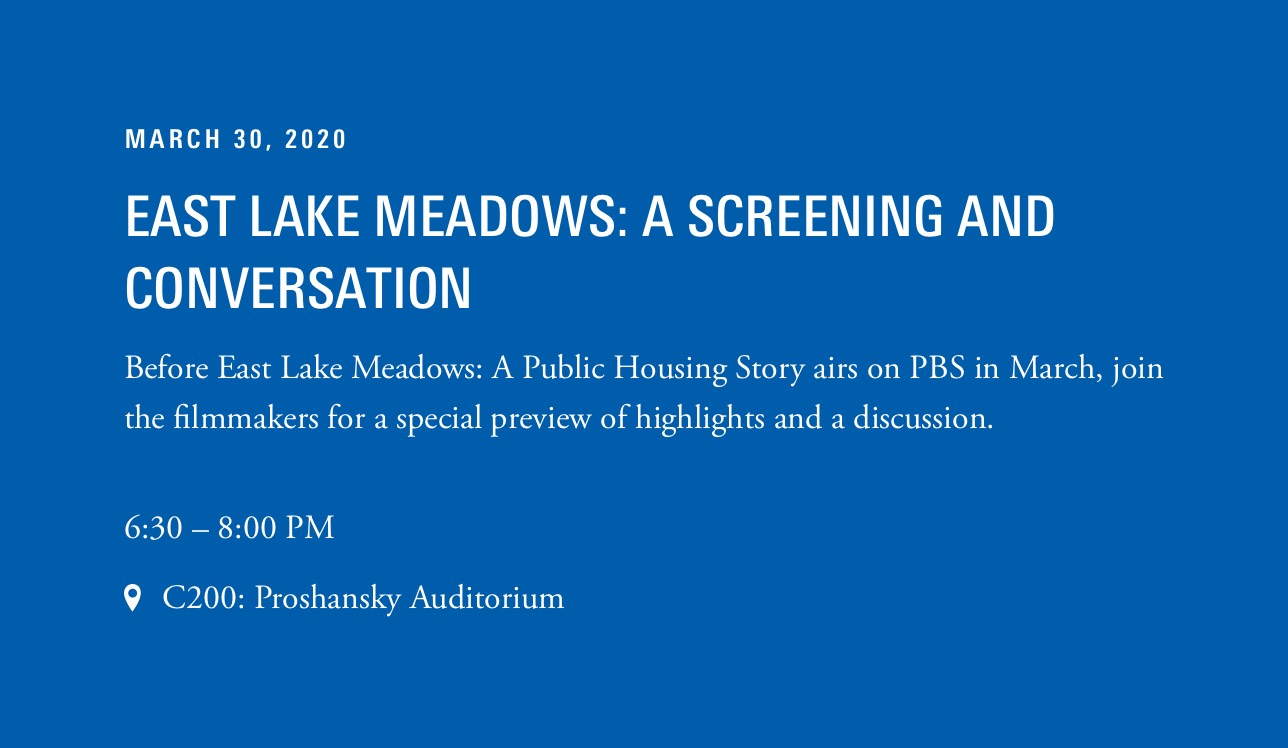 MARCH 30, 2020
EAST LAKE MEADOWS: A SCREENING AND
CONVERSATION
Before East Lake Meadows: A Public Housing Story airs on PBS in March, join
the filmmakers for a special preview of highlights and a discussion.
6:30 – 8:00 PM
C200: Proshansky Auditorium